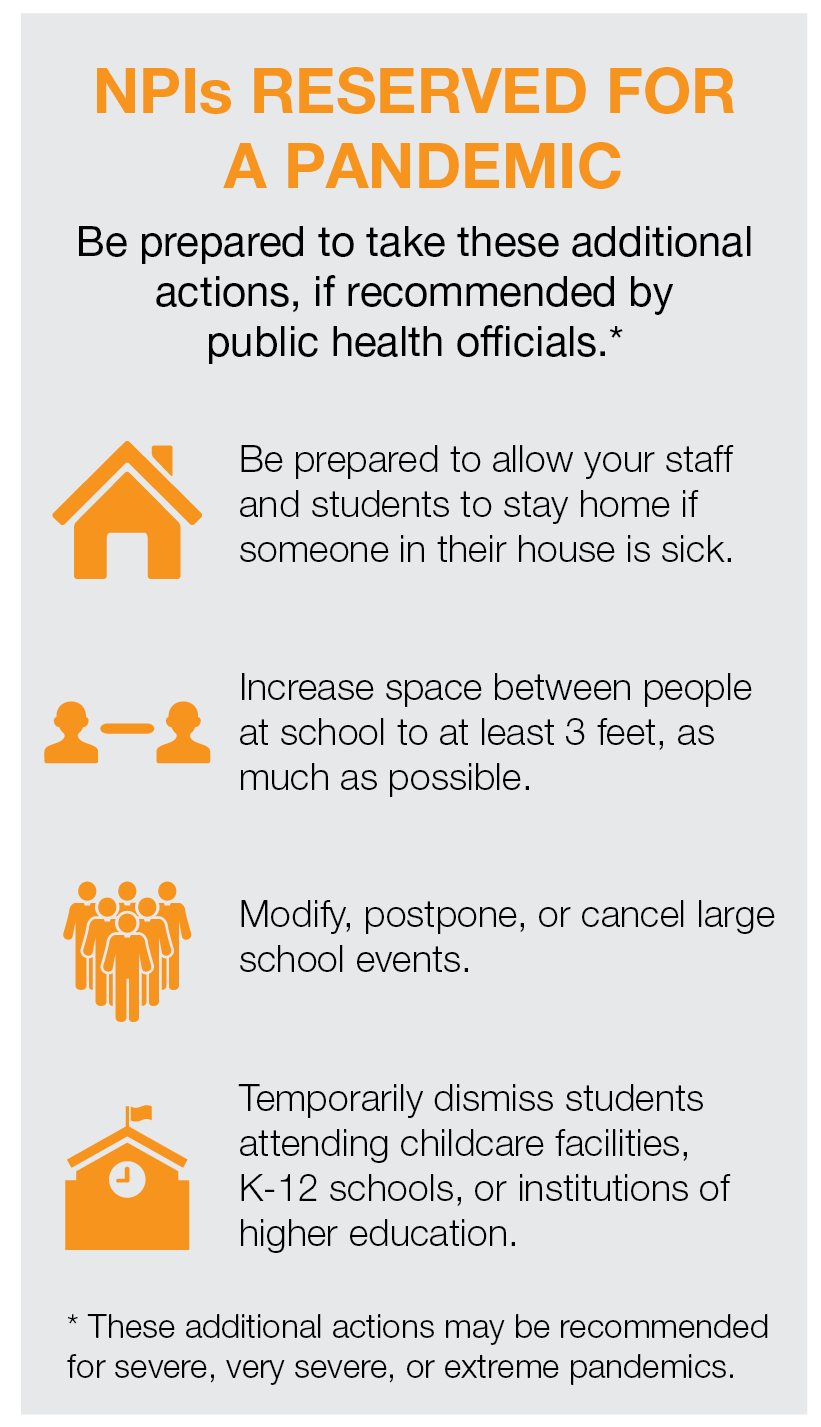 NPIs RESERVED FOR
A PANDEMIC
Be prepared to take these additional
actions, if recommended by
public health officials.*
Be prepared to allow your staff
and students to stay home if
someone in their house is sick.
Increase space between people
at school to at least 3 feet, as
much as possible.
Modify, postpone, or cancel large
school events.
Temporarily dismiss students
attending childcare facilities,
K-12 schools, or institutions of
higher education.
* These additional actions may be recommended
for severe, very severe, or extreme pandemics.